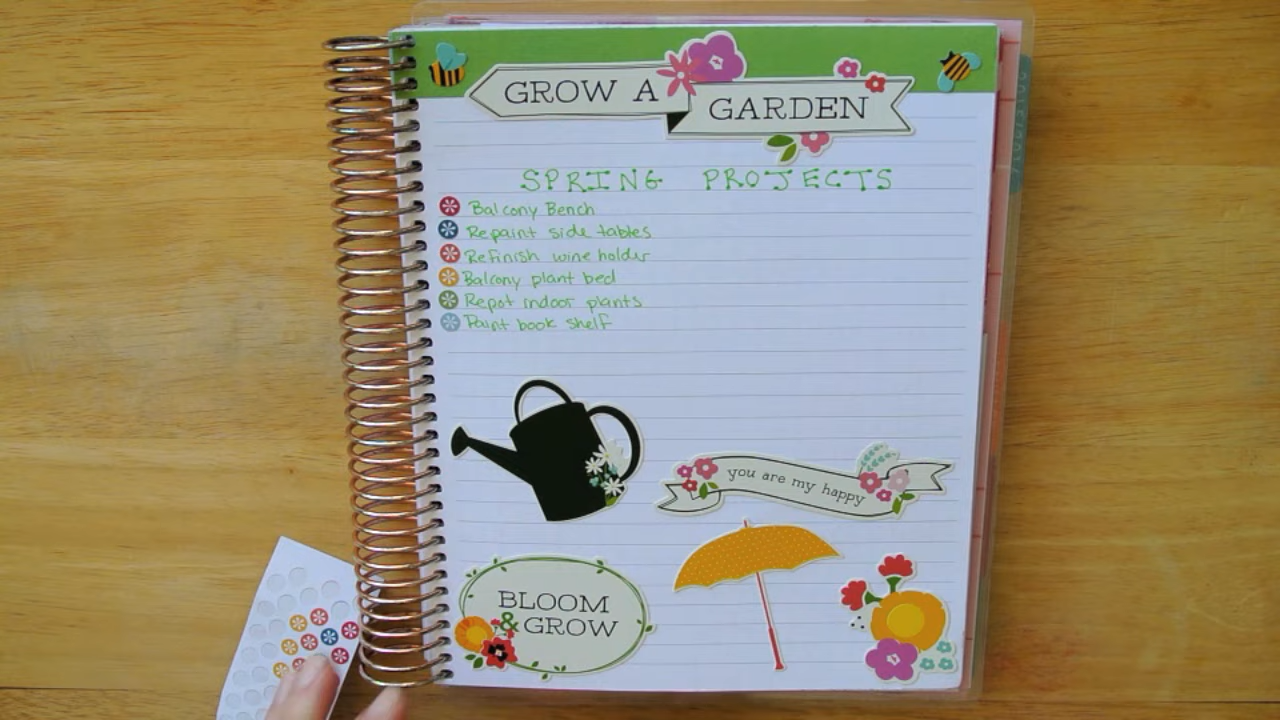 GROW A GARDEN
SPRING PROJECTS
Balcony Bench
Repaint side tables
Refinish wine holder
Balcony plant bed
Repot indoor plants
Paint book shelf
you are my happy
BLOOM
& GROW